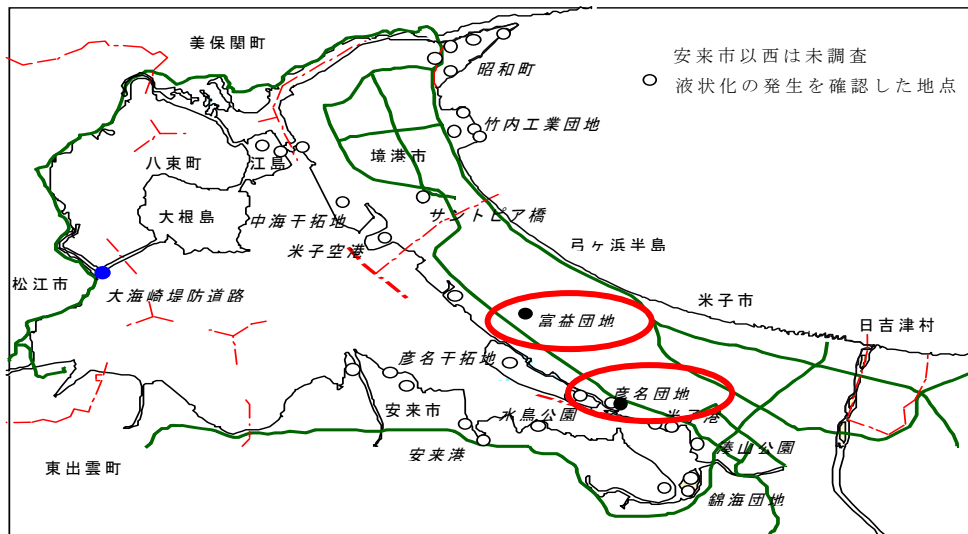 美保関町
昭和町
安来市以西は未調査
液状化の発生を確認した地点
竹内工業団地
境港市
八束町
江島
大根島
中海干拓地
サントピア橋
米子空港
弓ヶ浜半島
松江市
大海崎堤防道路
米子市
富益団地
日吉津村
彦名干拓地
彦名団地
安来市
水鳥公園
米子港
安来港
湊山公園
東出雲町
錦海団地